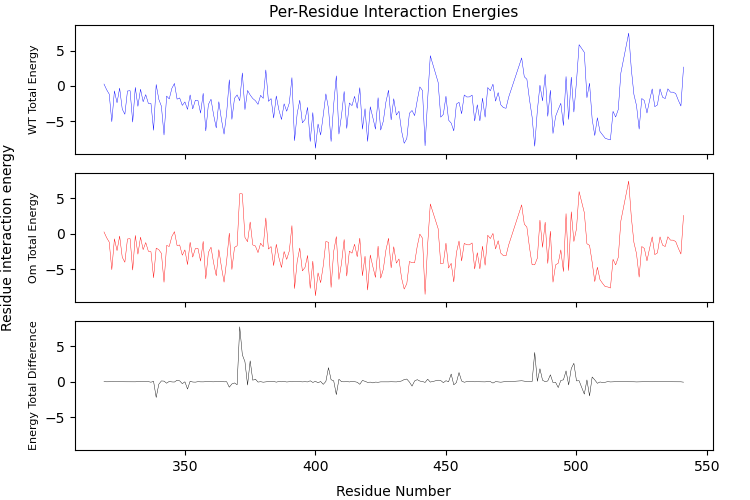 Per-Residue Interaction Energies
Residue interaction energy
WT Total Energy
5
0
−5
Om Total Energy
5
0
−5
Energy Total Difference
5
0
−5
350 400 450 500 550
Residue Number